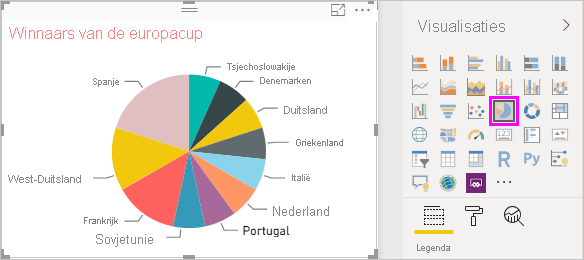 Winnaars van de europacup
Tsjechoslowakije
Denemarken
Duitsland
Griekenland
Italië
Nederland
Portugal
Sovjetunie
Frankrijk
West-Duitsland
Spanje
Visualisaties
123
R
Py
Legenda